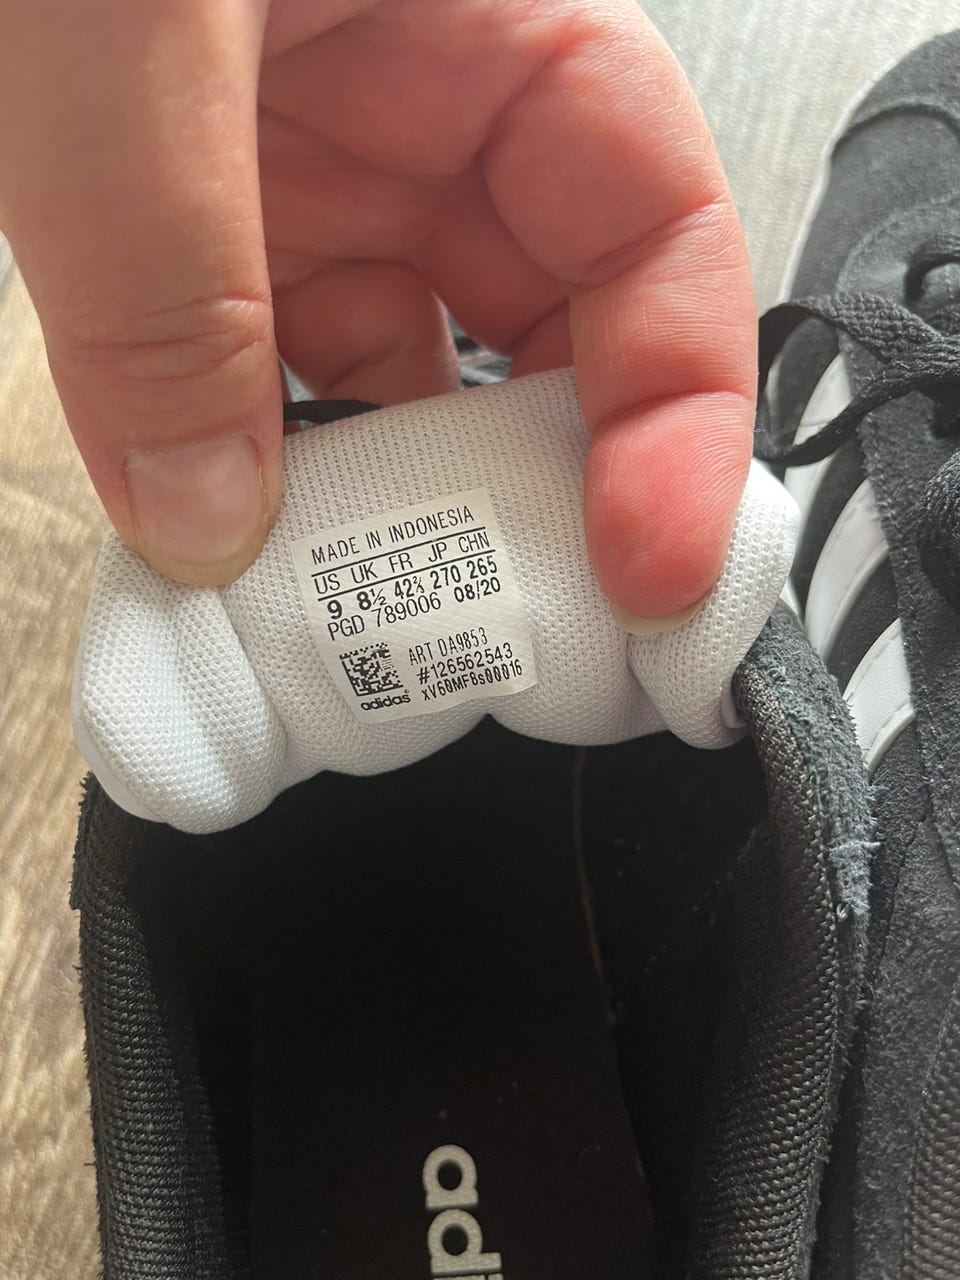 MADE IN INDONESIA
US UK FR JP CHN
9 8½ 42⅔ 270 265
PGD 789006 08/20
ART DA9853
#126562543
xV60MF8s00016
adidas®
adi